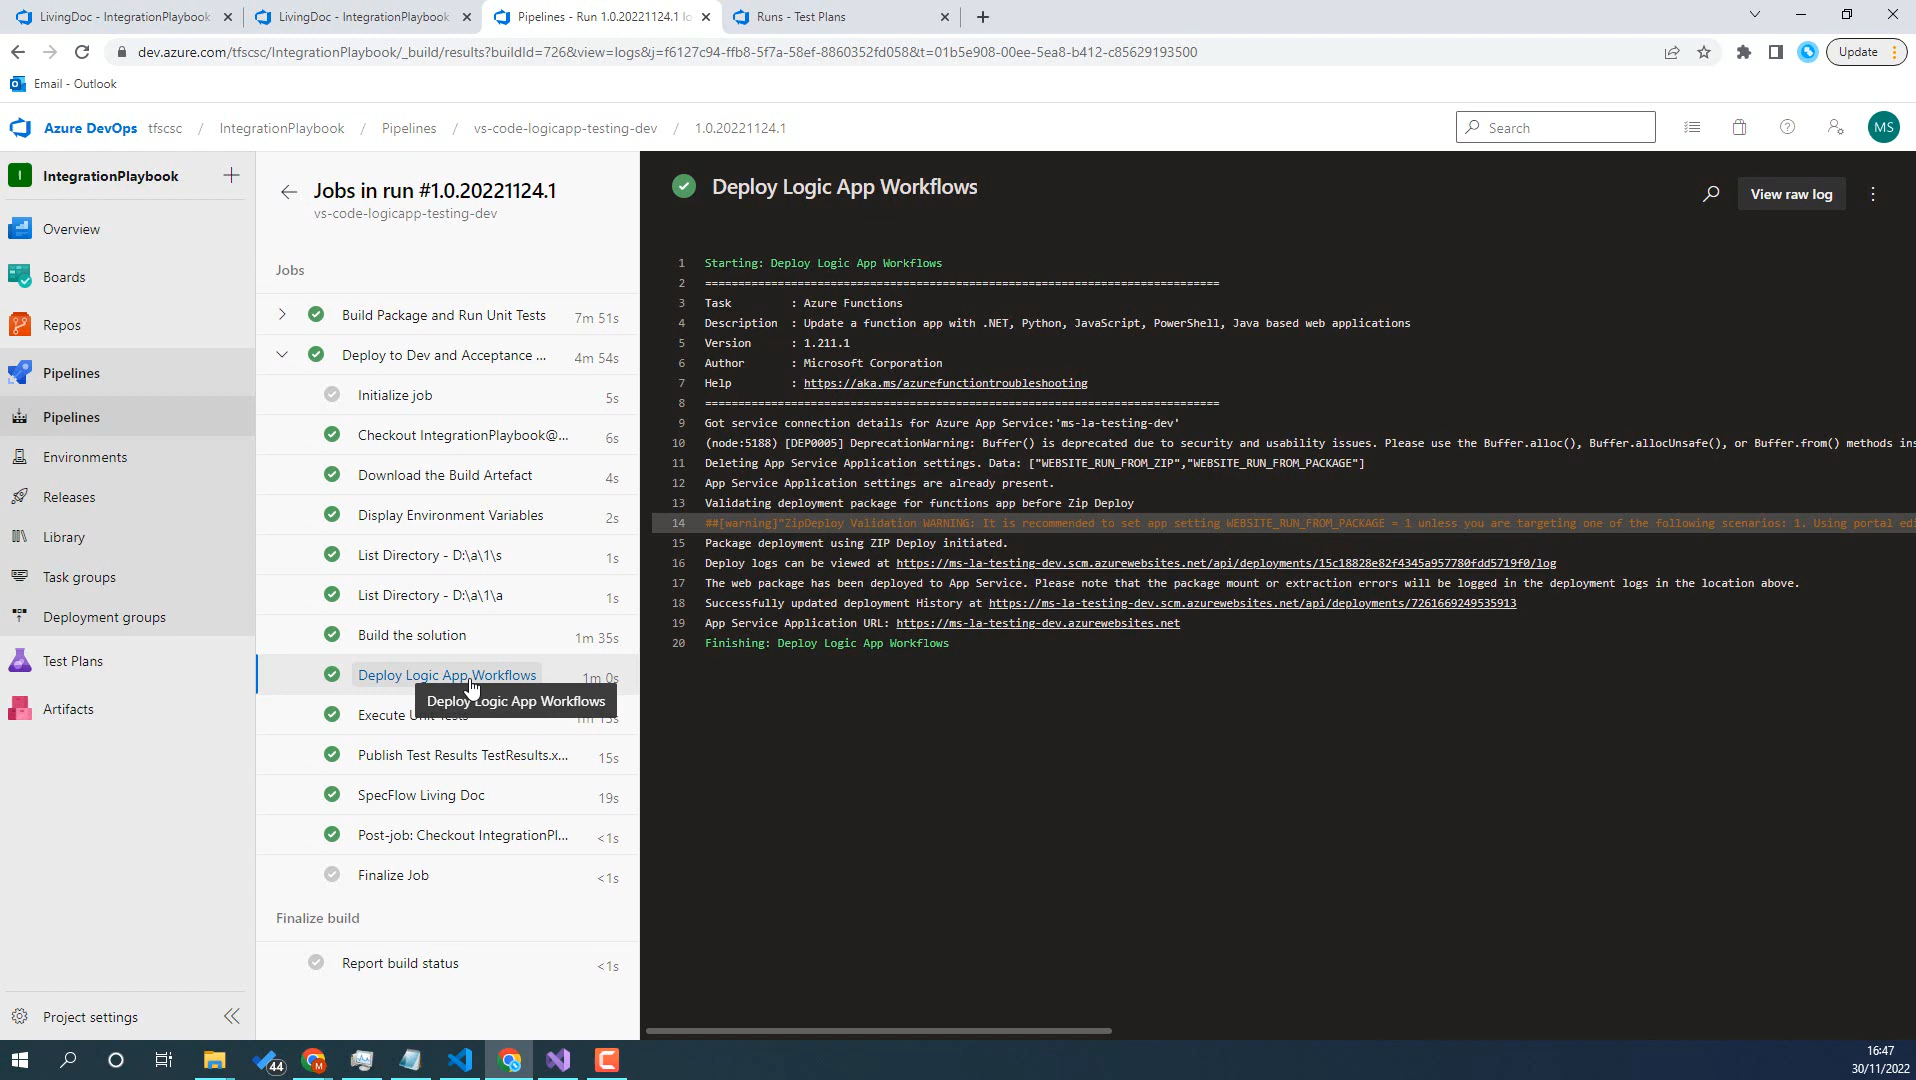 LivingDoc - IntegrationPlaybook
LivingDoc - IntegrationPlaybook
Pipelines - Run 1.0.20221124.1 lo
Runs - Test Plans
dev.azure.com/tfscsc/IntegrationPlaybook/_build/results?buildId=726&view=logs&j=f6127c94-ffb8-5f7a-58ef-8860352fd058&t=01b5e908-00ee-5ea8-b412-c85629193500
Update
Email - Outlook
Azure DevOps tfscsc / IntegrationPlaybook / Pipelines / vs-code-logicapp-testing-dev / 1.0.20221124.1
Search
MS
I IntegrationPlaybook
Overview
Boards
Repos
Pipelines
Pipelines
Environments
Releases
Library
Task groups
Deployment groups
Test Plans
Artifacts
Project settings
Jobs in run #1.0.20221124.1
vs-code-logicapp-testing-dev
Jobs
Build Package and Run Unit Tests 7m 51s
Deploy to Dev and Acceptance ... 4m 54s
Initialize job 5s
Checkout IntegrationPlaybook@... 6s
Download the Build Artefact 4s
Display Environment Variables 2s
List Directory - D:\a\1\s 1s
List Directory - D:\a\1\a 1s
Build the solution 1m 35s
Deploy Logic App Workflows 1m 0s
Deploy Logic App Workflows
Execute Unit Tests 1m 15s
Publish Test Results TestResults.x... 15s
SpecFlow Living Doc 19s
Post-job: Checkout IntegrationPl... <1s
Finalize Job <1s
Finalize build
Report build status <1s
Deploy Logic App Workflows
View raw log
1 Starting: Deploy Logic App Workflows
2 ==============================================================================
3 Task : Azure Functions
4 Description : Update a function app with .NET, Python, JavaScript, PowerShell, Java based web applications
5 Version : 1.211.1
6 Author : Microsoft Corporation
7 Help : https://aka.ms/azurefunctiontroubleshooting
8 ==============================================================================
9 Got service connection details for Azure App Service:'ms-la-testing-dev'
10 (node:5188) [DEP0005] DeprecationWarning: Buffer() is deprecated due to security and usability issues. Please use the Buffer.alloc(), Buffer.allocUnsafe(), or Buffer.from() methods ins
11 Deleting App Service Application settings. Data: ["WEBSITE_RUN_FROM_ZIP","WEBSITE_RUN_FROM_PACKAGE"]
12 App Service Application settings are already present.
13 Validating deployment package for functions app before Zip Deploy
14 ##[warning]"ZipDeploy Validation WARNING: It is recommended to set app setting WEBSITE_RUN_FROM_PACKAGE = 1 unless you are targeting one of the following scenarios: 1. Using portal edi
15 Package deployment using ZIP Deploy initiated.
16 Deploy logs can be viewed at https://ms-la-testing-dev.scm.azurewebsites.net/api/deployments/15c18828e82f4345a957780fdd5719f0/log
17 The web package has been deployed to App Service. Please note that the package mount or extraction errors will be logged in the deployment logs in the location above.
18 Successfully updated deployment History at https://ms-la-testing-dev.scm.azurewebsites.net/api/deployments/7261669249535913
19 App Service Application URL: https://ms-la-testing-dev.azurewebsites.net
20 Finishing: Deploy Logic App Workflows
44
M
16:47
30/11/2022